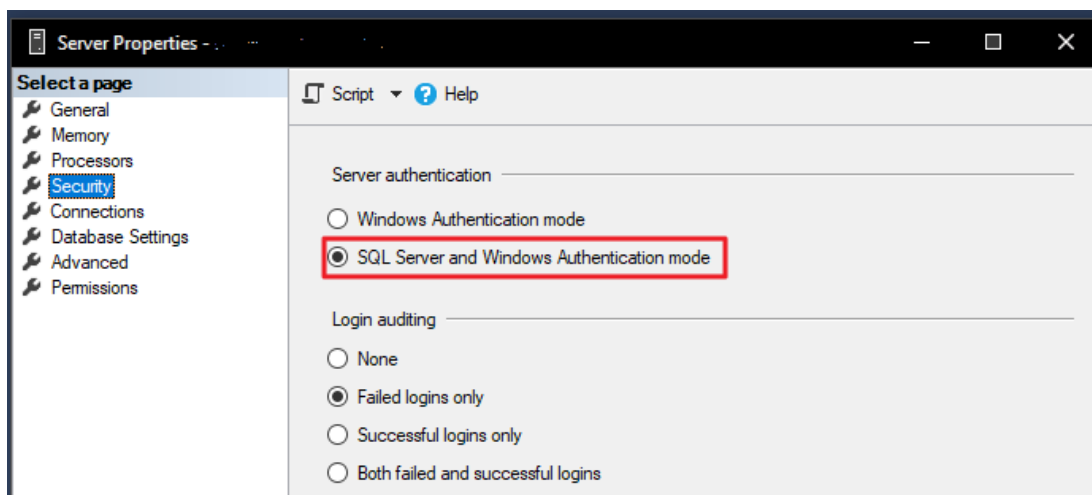 Server Properties -
Select a page
General
Memory
Processors
Security
Connections
Database Settings
Advanced
Permissions
Script
Help
Server authentication
Windows Authentication mode
SQL Server and Windows Authentication mode
Login auditing
None
Failed logins only
Successful logins only
Both failed and successful logins